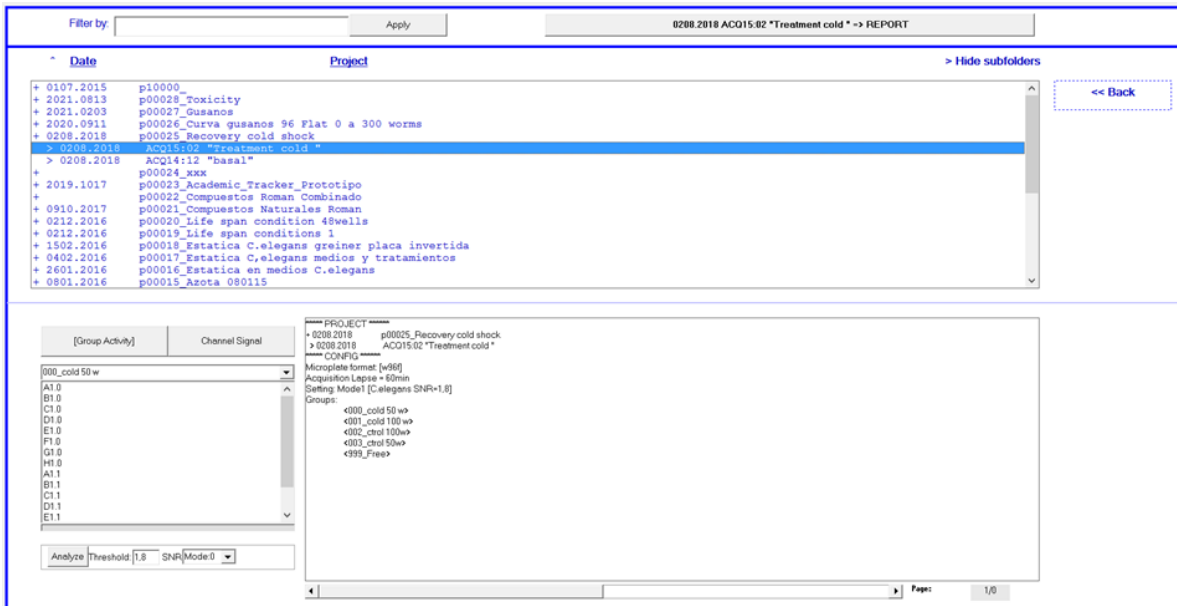 Filter by: Apply 0208.2018 ACQ15:02 "Treatment cold " -> REPORT
^ Date Project > Hide subfolders
<< Back
+ 0107.2015 p10000_
+ 2021.0813 p00028_Toxicity
+ 2021.0203 p00027_Gusanos
+ 2020.0911 p00026_Curva gusanos 96 Flat 0 a 300 worms
+ 0208.2018 p00025_Recovery cold shock
> 0208.2018 ACQ15:02 "Treatment cold "
> 0208.2018 ACQ14:12 "basal"
+ p00024_xxx
+ 2019.1017 p00023_Academic_Tracker_Prototipo
+ p00022_Compuestos Roman Combinado
+ 0910.2017 p00021_Compuestos Naturales Roman
+ 0212.2016 p00020_Life span condition 48wells
+ 0212.2016 p00019_Life span conditions 1
+ 1502.2016 p00018_Estatica C.elegans greiner placa invertida
+ 0402.2016 p00017_Estatica C,elegans medios y tratamientos
+ 2601.2016 p00016_Estatica en medios C.elegans
+ 0801.2016 p00015_Azota 080115
[Group Activity] Channel Signal
000_cold 50 w
A1.0
B1.0
C1.0
D1.0
E1.0
F1.0
G1.0
H1.0
A1.1
B1.1
C1.1
D1.1
E1.1
Analyze Threshold: 1,8 SNR Mode:0
***** PROJECT *****
+ 0208.2018 p00025_Recovery cold shock
> 0208.2018 ACQ15:02 "Treatment cold "
***** CONFIG *****
Microplate format: [w96f]
Acquisition Lapse = 60min
Setting: Mode1 [C.elegans SNR=1,8]
Groups:
<000_cold 50 w>
<001_cold 100 w>
<002_ctrol 100w>
<003_ctrol 50w>
<999_Free>
Page: 1/0